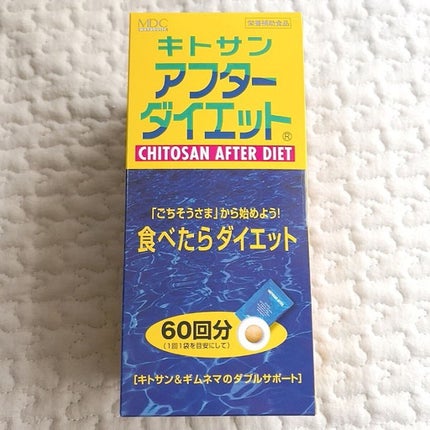 MDC
栄養補助食品
キトサン
アフター
ダイエット®
CHITOSAN AFTER DIET
「ごちそうさま」から始めよう!
食べたらダイエット
60回分
(1回1袋を目安にして)
[キトサン&ギムネマのダブルサポート]